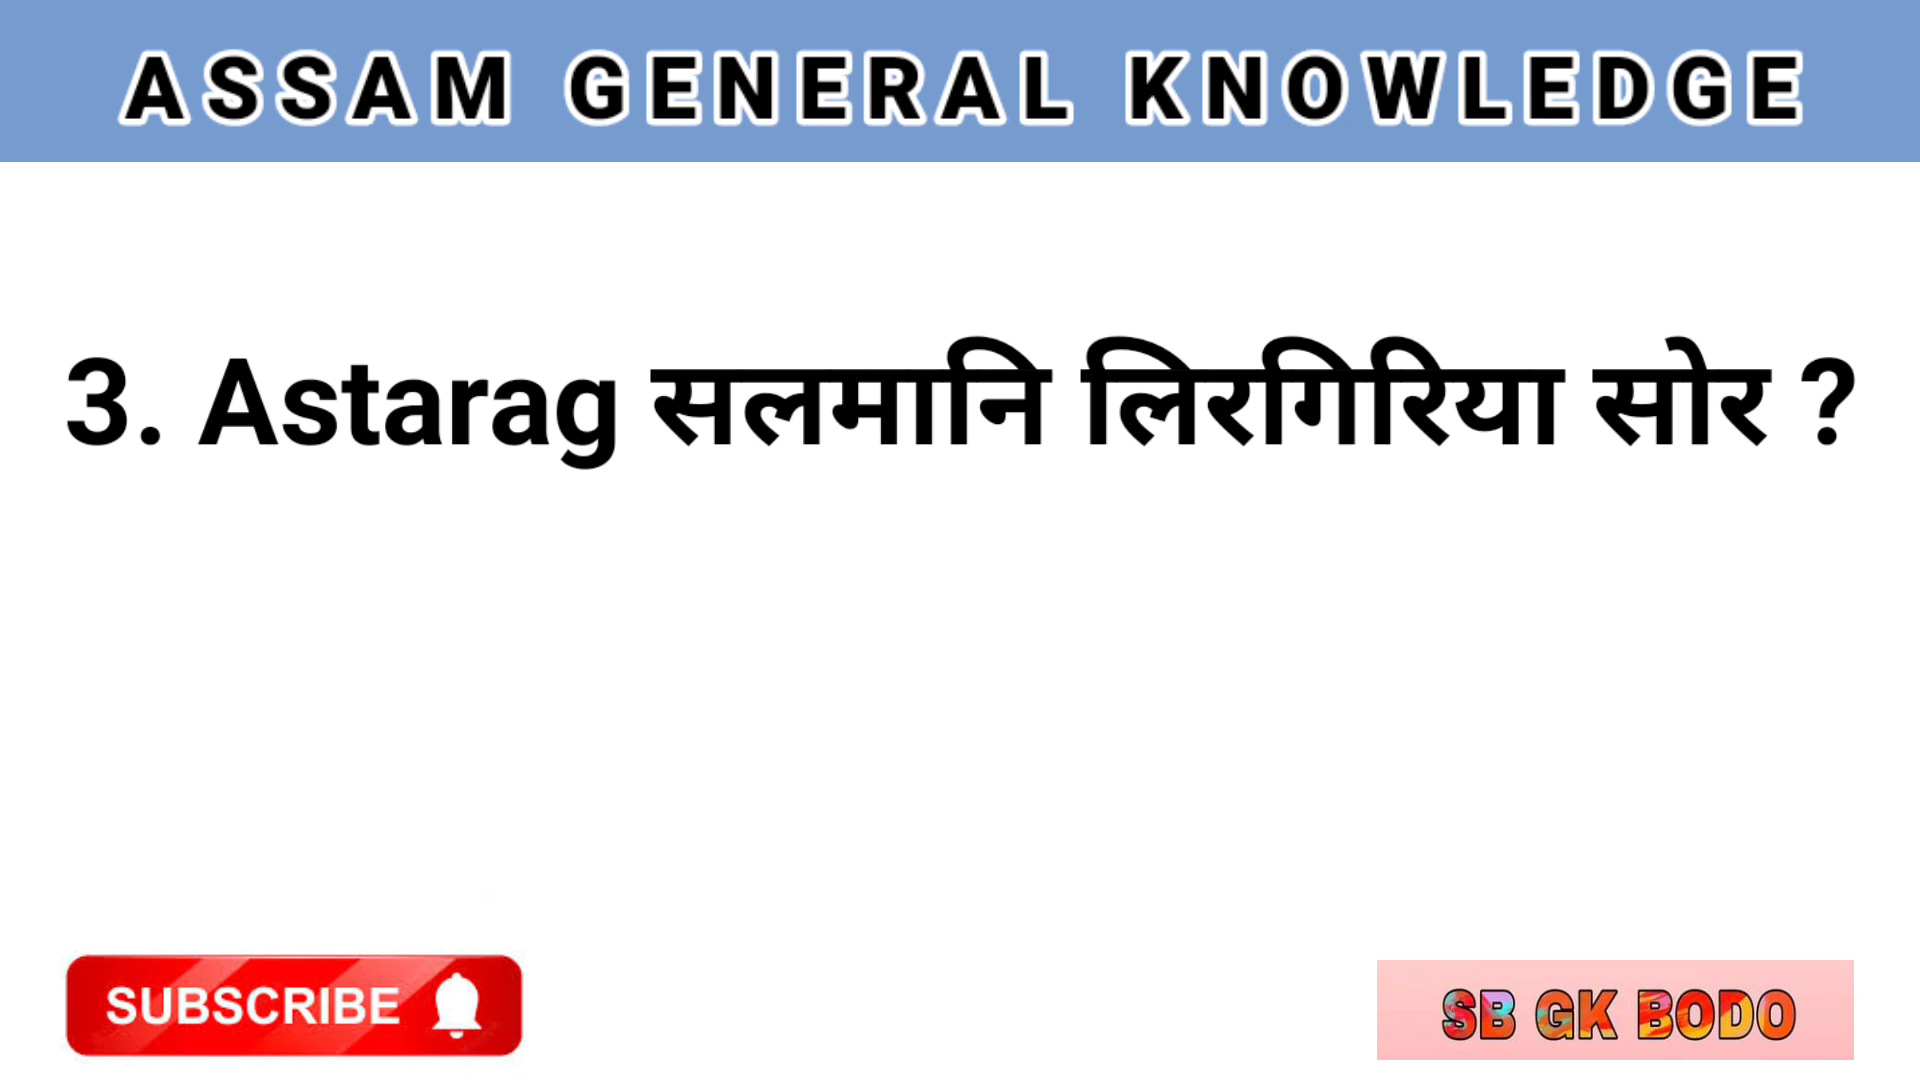 ASSAM GENERAL KNOWLEDGE
3. Astarag सलमानि लिरगिरिया सोर ?
SUBSCRIBE
SB GK BODO